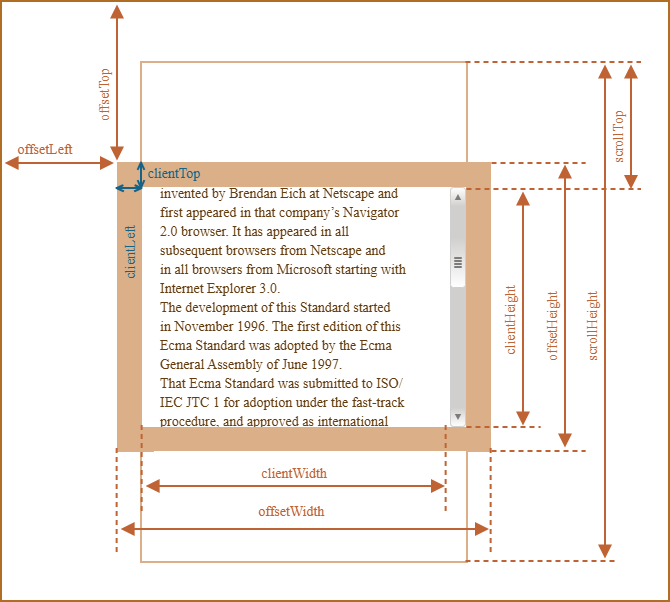 offsetTop
offsetLeft
scrollTop
clientTop
clientLeft
invented by Brendan Eich at Netscape and
first appeared in that company’s Navigator
2.0 browser. It has appeared in all
subsequent browsers from Netscape and
in all browsers from Microsoft starting with
Internet Explorer 3.0.
The development of this Standard started
in November 1996. The first edition of this
Ecma Standard was adopted by the Ecma
General Assembly of June 1997.
That Ecma Standard was submitted to ISO/
IEC JTC 1 for adoption under the fast-track
procedure, and approved as international
clientHeight
offsetHeight
scrollHeight
clientWidth
offsetWidth